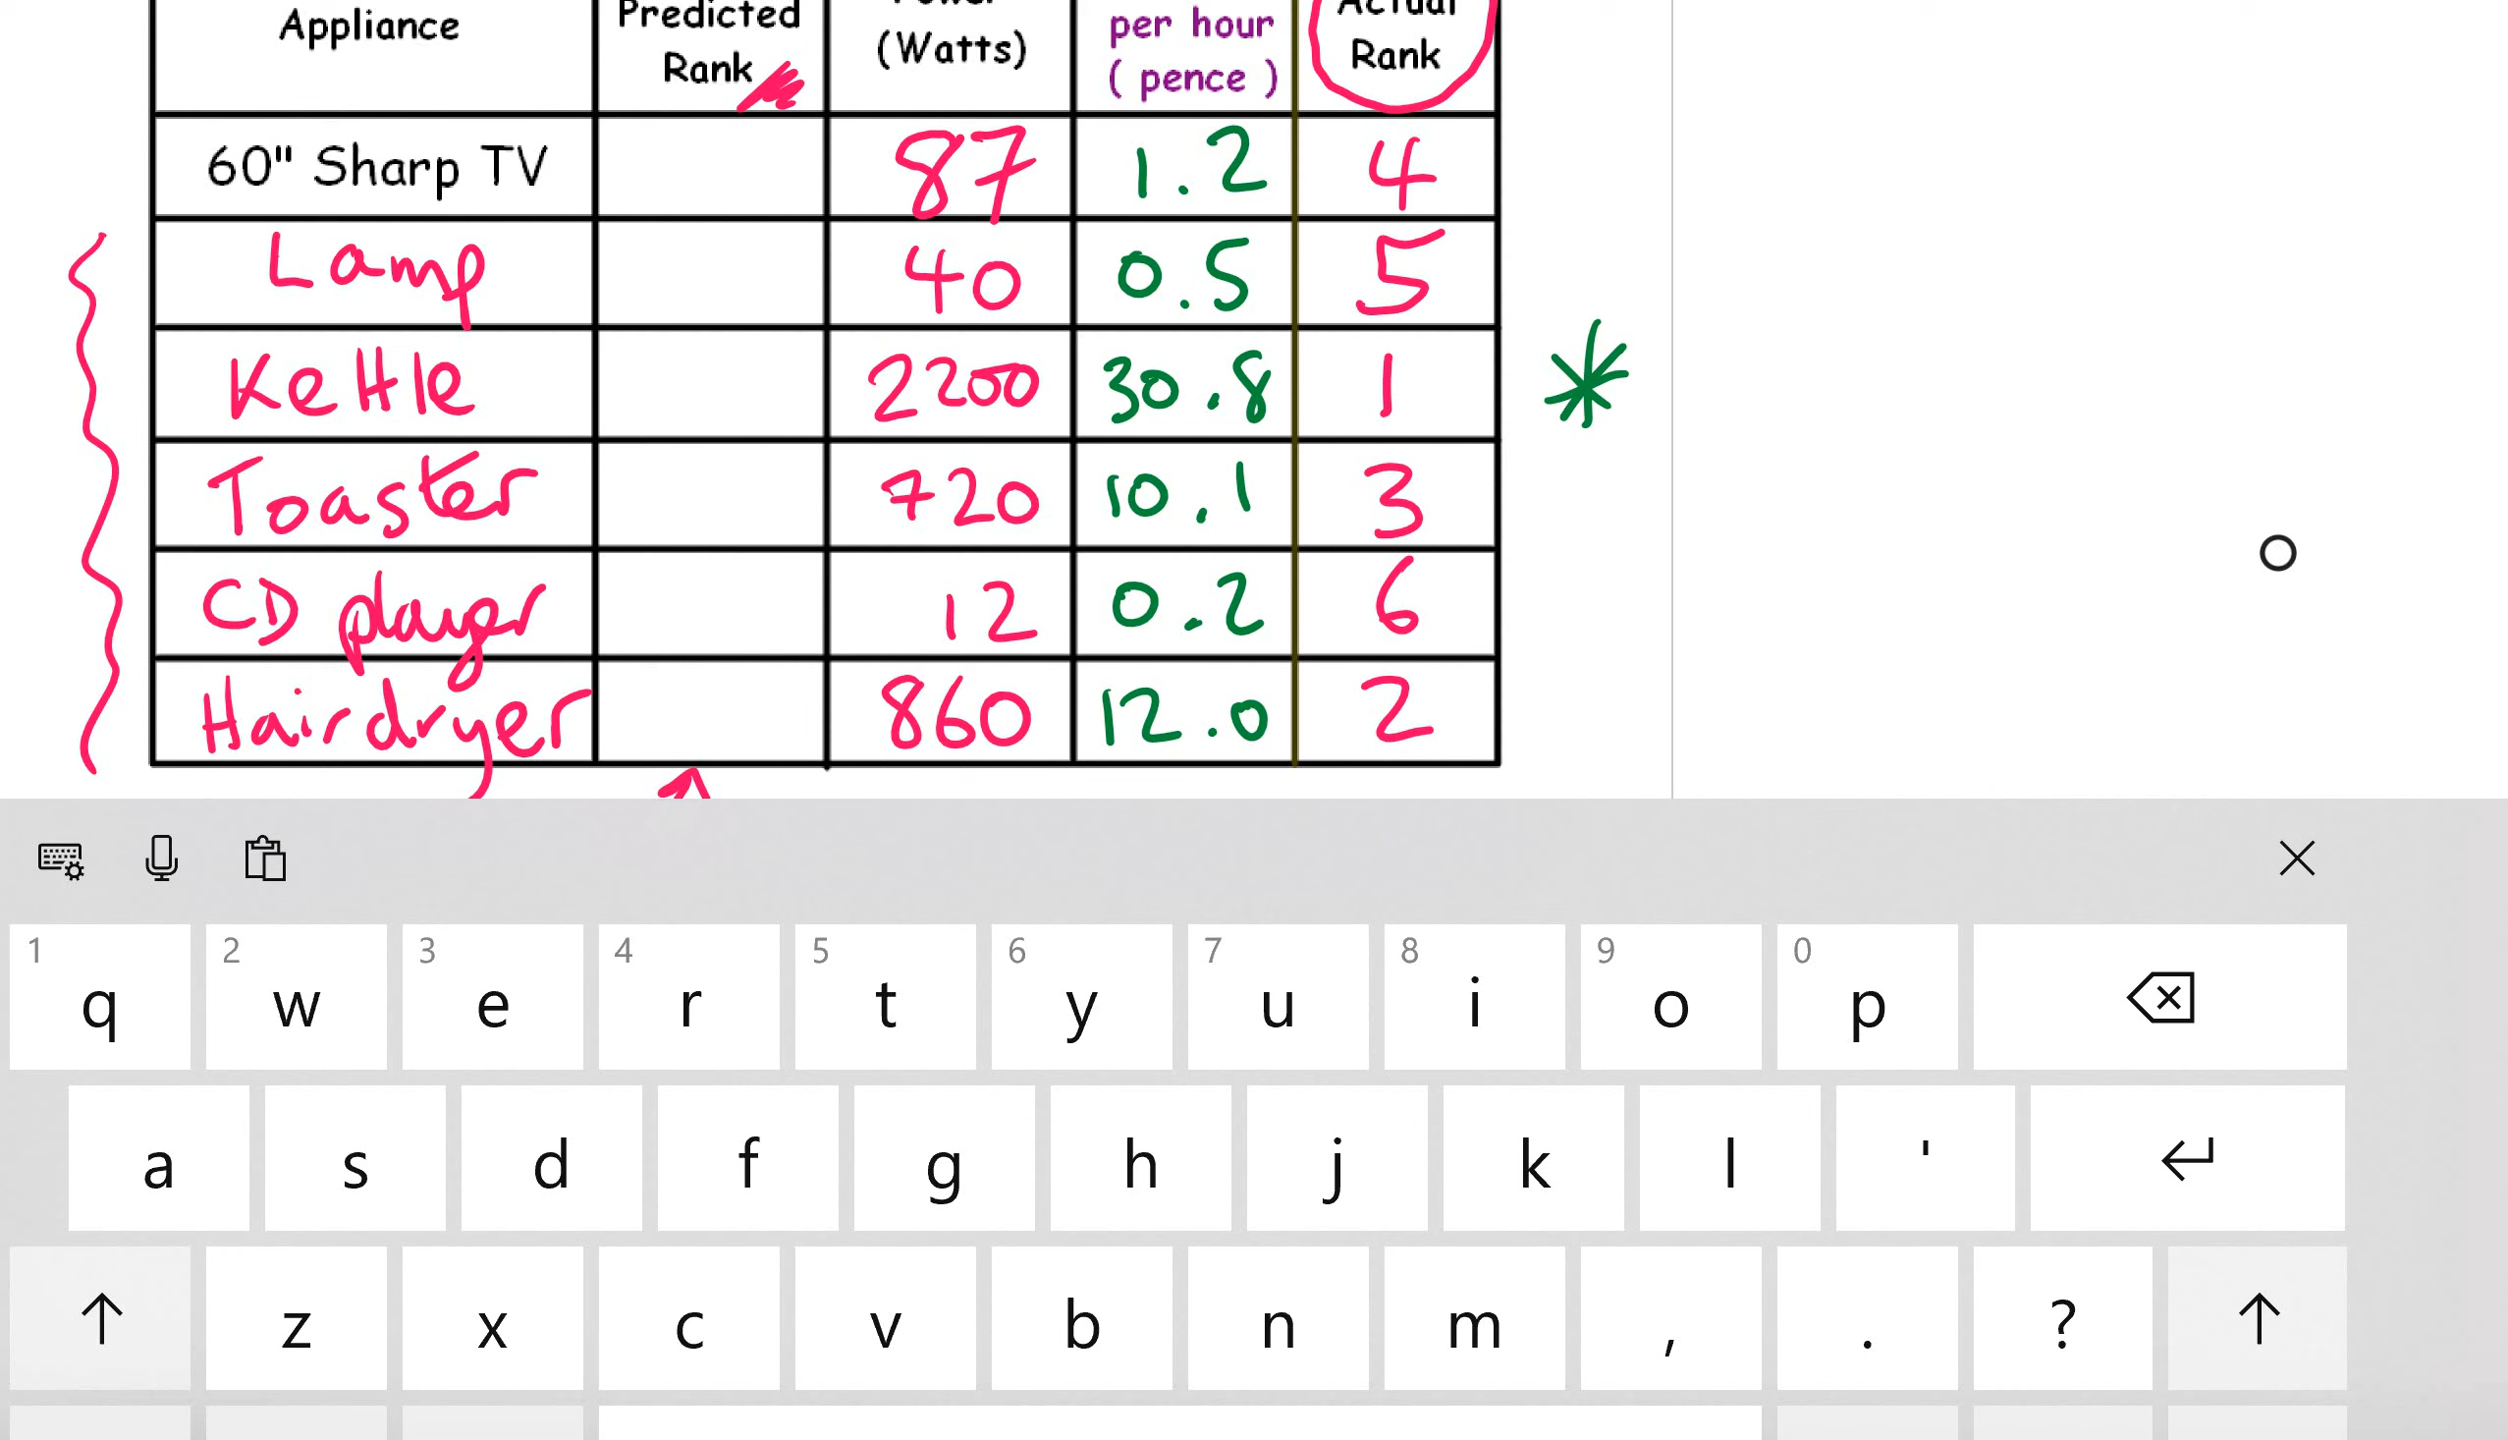 Appliance Predicted Rank (Watts) per hour ( pence ) Actual Rank
60" Sharp TV 87 1.2 4
Lamp 40 0.5 5
Kettle 2200 30.8 1
Toaster 720 10.1 3
CD player 12 0.2 6
Hairdryer 860 12.0 2
1 2 3 4 5 6 7 8 9 0
q w e r t y u i o p
a s d f g h j k l '
z x c v b n m , . ?